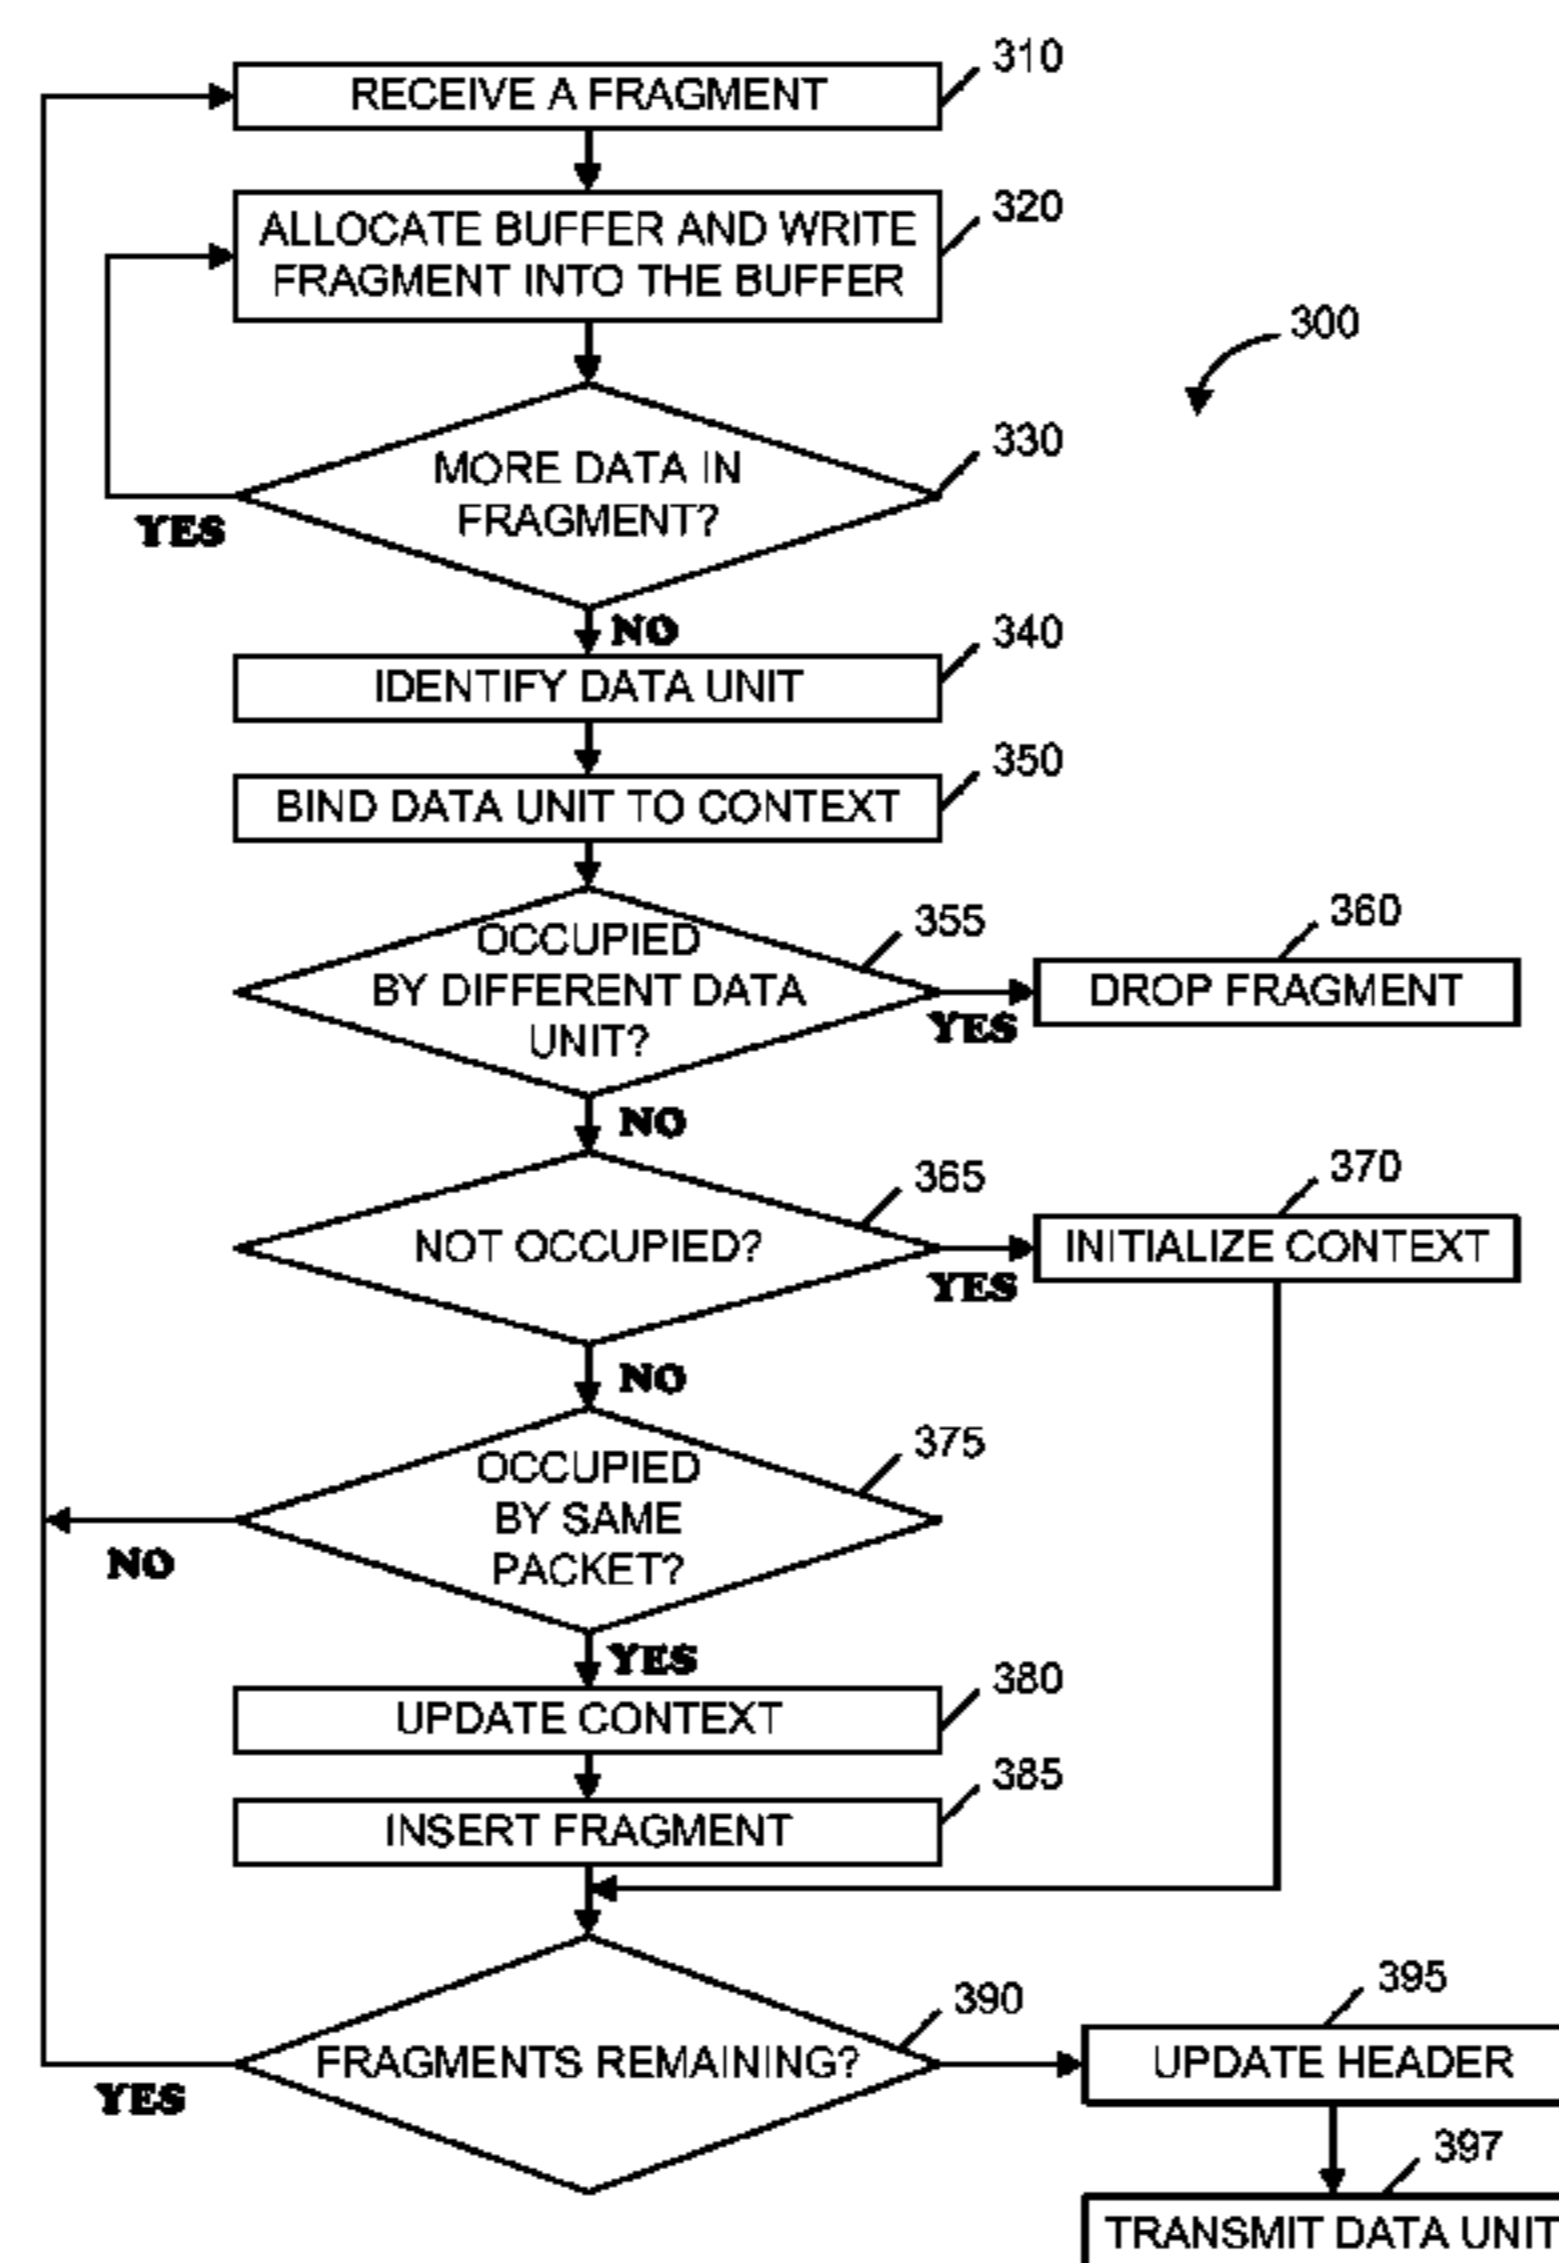 310
RECEIVE A FRAGMENT
320
ALLOCATE BUFFER AND WRITE
FRAGMENT INTO THE BUFFER
300
330
MORE DATA IN
FRAGMENT?
YES
NO
340
IDENTIFY DATA UNIT
350
BIND DATA UNIT TO CONTEXT
355
OCCUPIED
BY DIFFERENT DATA
UNIT?
YES
360
DROP FRAGMENT
NO
365
NOT OCCUPIED?
YES
370
INITIALIZE CONTEXT
NO
375
OCCUPIED
BY SAME
PACKET?
NO
YES
380
UPDATE CONTEXT
385
INSERT FRAGMENT
390
FRAGMENTS REMAINING?
YES
395
UPDATE HEADER
397
TRANSMIT DATA UNIT